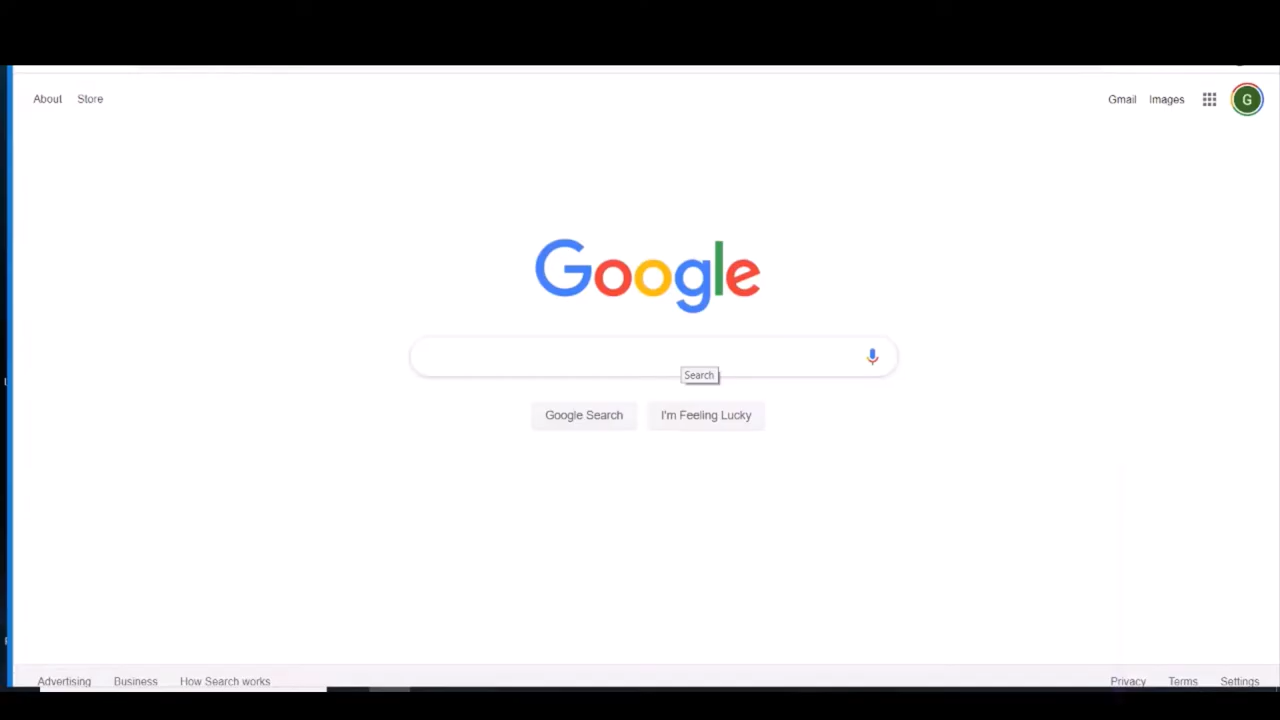 About Store
Gmail Images
G
Google
Search
Google Search I'm Feeling Lucky
Advertising Business How Search works
Privacy Terms Settings